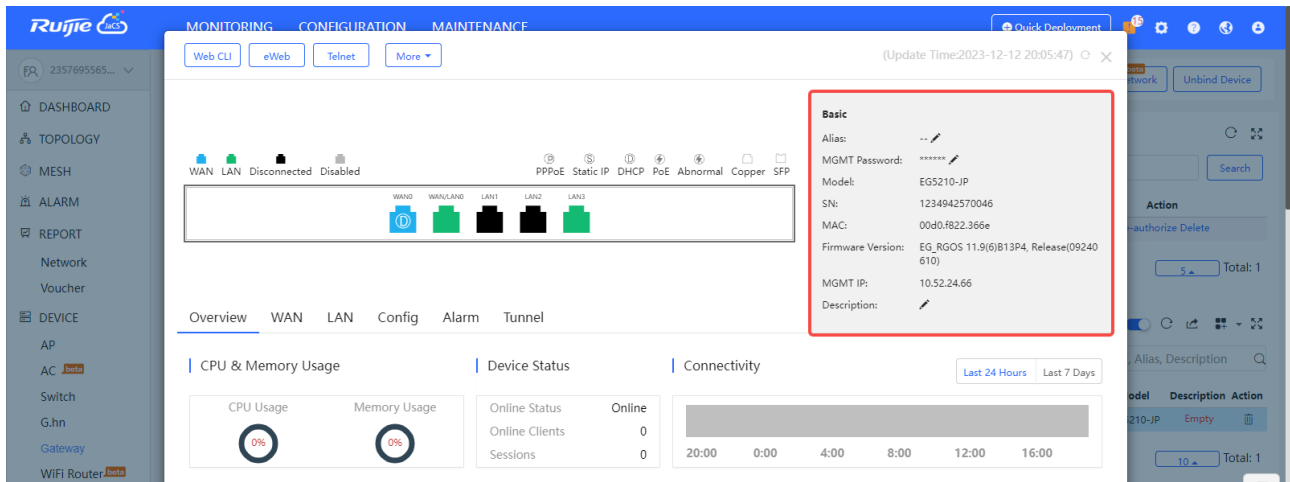 Ruijie JaCS
MONITORING CONFIGURATION MAINTENANCE
Quick Deployment
15
2357695565...
DASHBOARD
TOPOLOGY
MESH
ALARM
REPORT
Network
Voucher
DEVICE
AP
AC beta
Switch
G.hn
Gateway
WiFi Router beta
Web CLI eWeb Telnet More
(Update Time:2023-12-12 20:05:47)
WAN LAN Disconnected Disabled
PPPoE Static IP DHCP PoE Abnormal Copper SFP
WAN0 WAN/LAN0 LAN1 LAN2 LAN3
Basic
Alias: --
MGMT Password: ******
Model: EG5210-JP
SN: 1234942570046
MAC: 00d0.f822.366e
Firmware Version: EG_RGOS 11.9(6)B13P4, Release(09240
610)
MGMT IP: 10.52.24.66
Description:
Overview WAN LAN Config Alarm Tunnel
CPU & Memory Usage
CPU Usage Memory Usage
0% 0%
Device Status
Online Status Online
Online Clients 0
Sessions 0
Connectivity
Last 24 Hours Last 7 Days
20:00 0:00 4:00 8:00 12:00 16:00
beta
twork Unbind Device
Search
Action
-authorize Delete
5 Total: 1
, Alias, Description
odel Description Action
5210-JP Empty
10 Total: 1